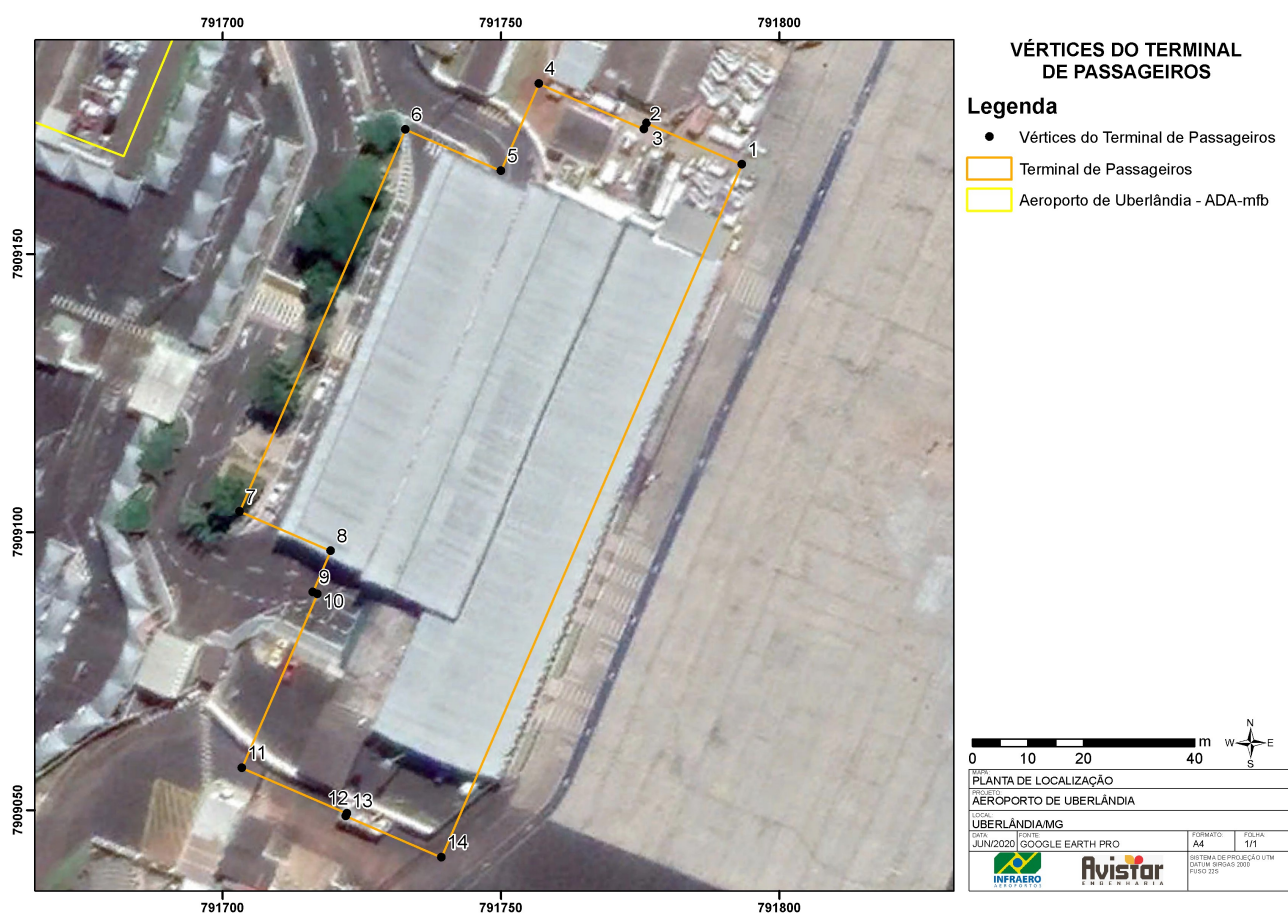 791700
791750
791800
7909150
7909100
7909050
4
2
3
6
1
5
7
8
9
10
11
12
13
14
VÉRTICES DO TERMINAL
DE PASSAGEIROS
Legenda
Vértices do Terminal de Passageiros
Terminal de Passageiros
Aeroporto de Uberlândia - ADA-mfb
N
W
E
S
m
0
10
20
40
MAPA:
PLANTA DE LOCALIZAÇÃO
PROJETO:
AEROPORTO DE UBERLÂNDIA
LOCAL:
UBERLÂNDIA/MG
DATA
JUN/2020
FONTE:
GOOGLE EARTH PRO
FORMATO:
A4
FOLHA:
1/1
INFRAERO
AEROPORTOS
Avistar
ENGENHARIA
SISTEMA DE PROJEÇÃO UTM
DATUM SIRGAS 2000
FUSO 22S
791700
791750
791800